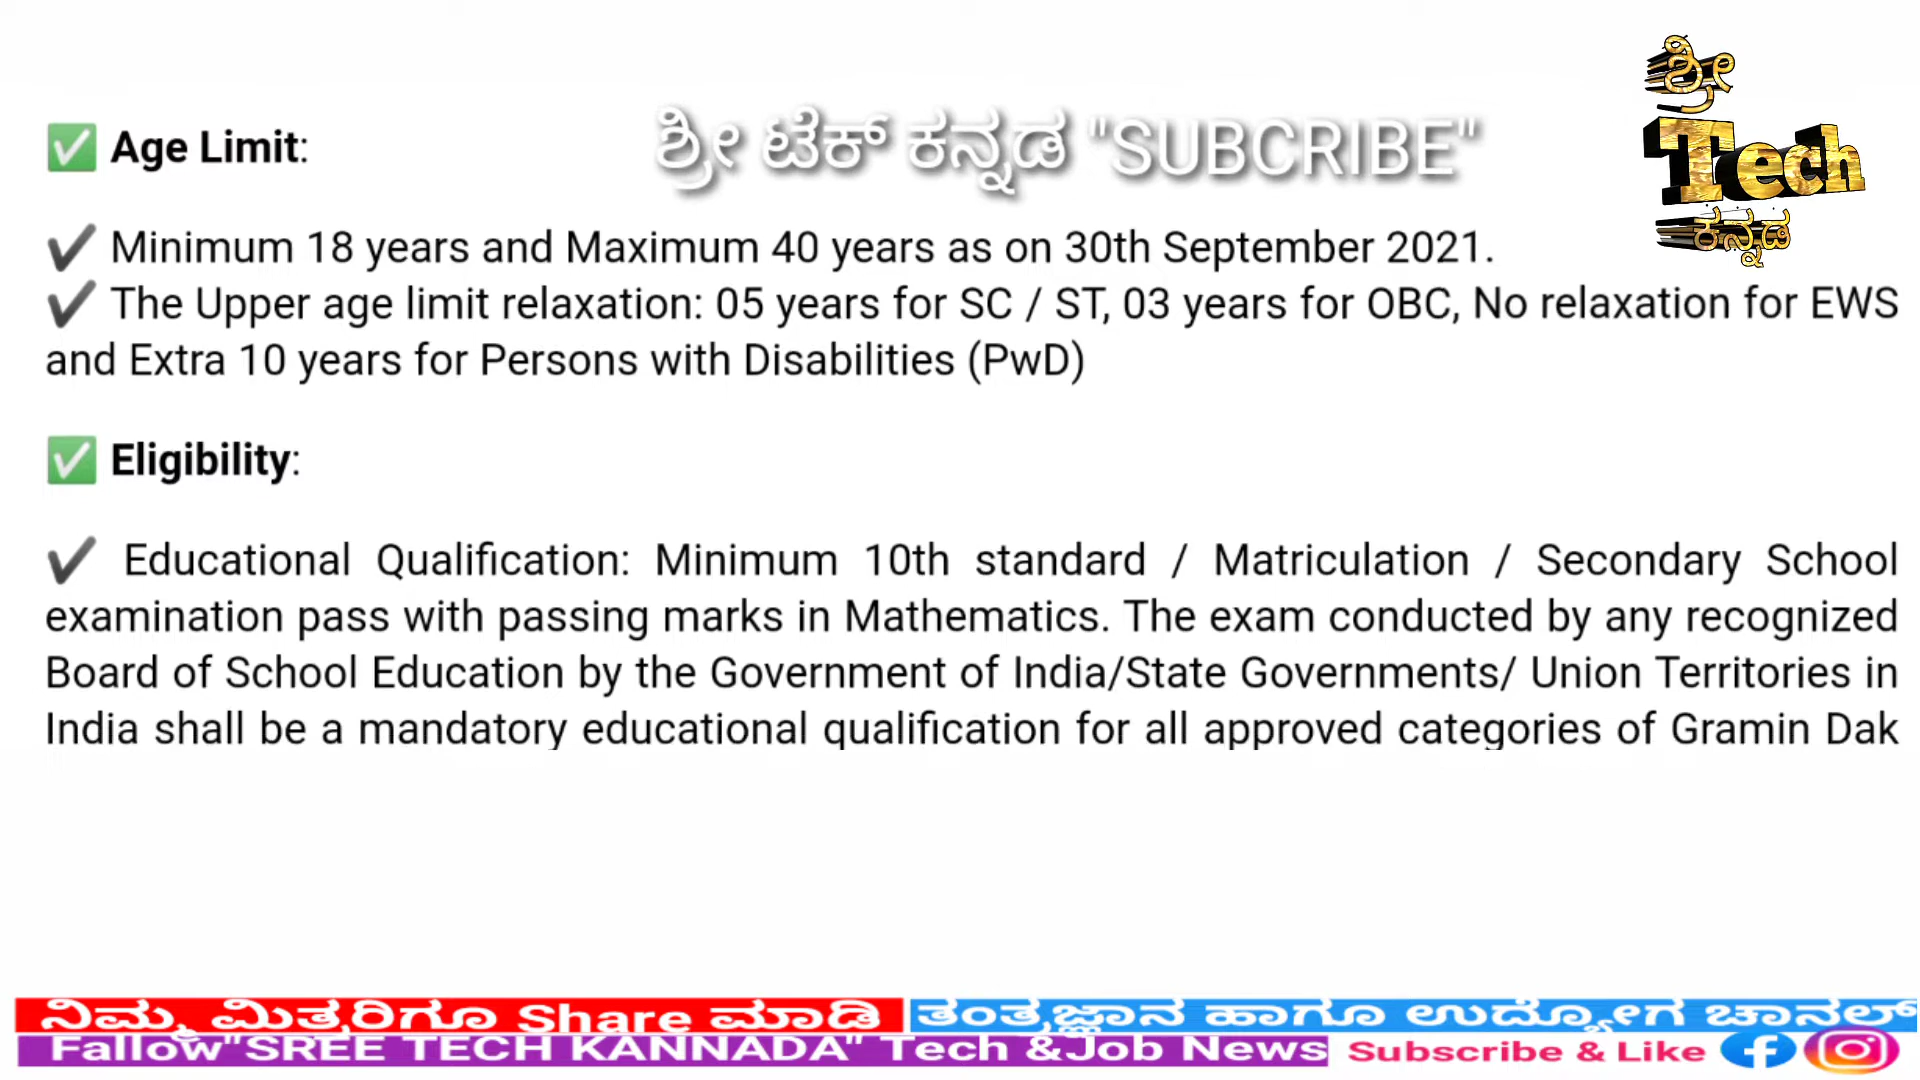 ಶ್ರೀ
Tech
ಕನ್ನಡ
✅ Age Limit:
ಶ್ರೀ ಟೆಕ್ ಕನ್ನಡ "SUBCRIBE"
✔ Minimum 18 years and Maximum 40 years as on 30th September 2021.
✔ The Upper age limit relaxation: 05 years for SC / ST, 03 years for OBC, No relaxation for EWS
and Extra 10 years for Persons with Disabilities (PwD)
✅ Eligibility:
✔ Educational Qualification: Minimum 10th standard / Matriculation / Secondary School
examination pass with passing marks in Mathematics. The exam conducted by any recognized
Board of School Education by the Government of India/State Governments/ Union Territories in
India shall be a mandatory educational qualification for all approved categories of Gramin Dak
ನಿಮ್ಮ ಮಿತ್ರರಿಗೂ Share ಮಾಡಿ
ತಂತ್ರಜ್ಞಾನ ಹಾಗೂ ಉದ್ಯೋಗ ಚಾನಲ್
Fallow"SREE TECH KANNADA" Tech &Job News
Subscribe & Like